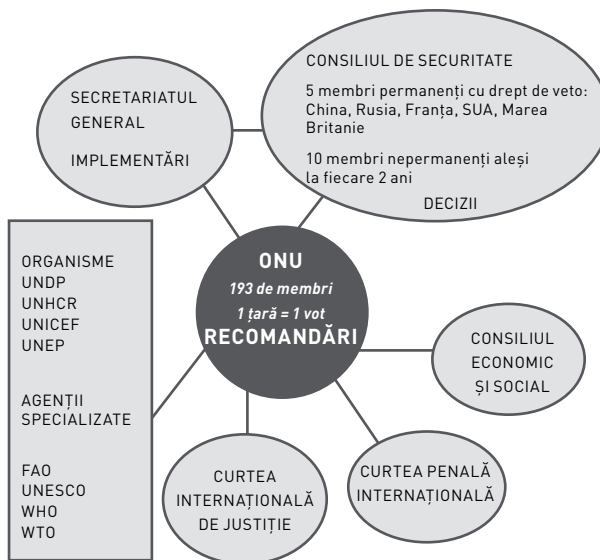 SECRETARIATUL
GENERAL
IMPLEMENTĂRI
CONSILIUL DE SECURITATE
5 membri permanenți cu drept de veto:
China, Rusia, Franța, SUA, Marea
Britanie
10 membri nepermanenți aleși
la fiecare 2 ani
DECIZII
ONU
193 de membri
1 țară = 1 vot
RECOMANDĂRI
ORGANISME
UNDP
UNHCR
UNICEF
UNEP
AGENȚII
SPECIALIZATE
FAO
UNESCO
WHO
WTO
CONSILIUL
ECONOMIC
ȘI SOCIAL
CURTEA
INTERNAȚIONALĂ
DE JUSTIȚIE
CURTEA PENALĂ
INTERNAȚIONALĂ